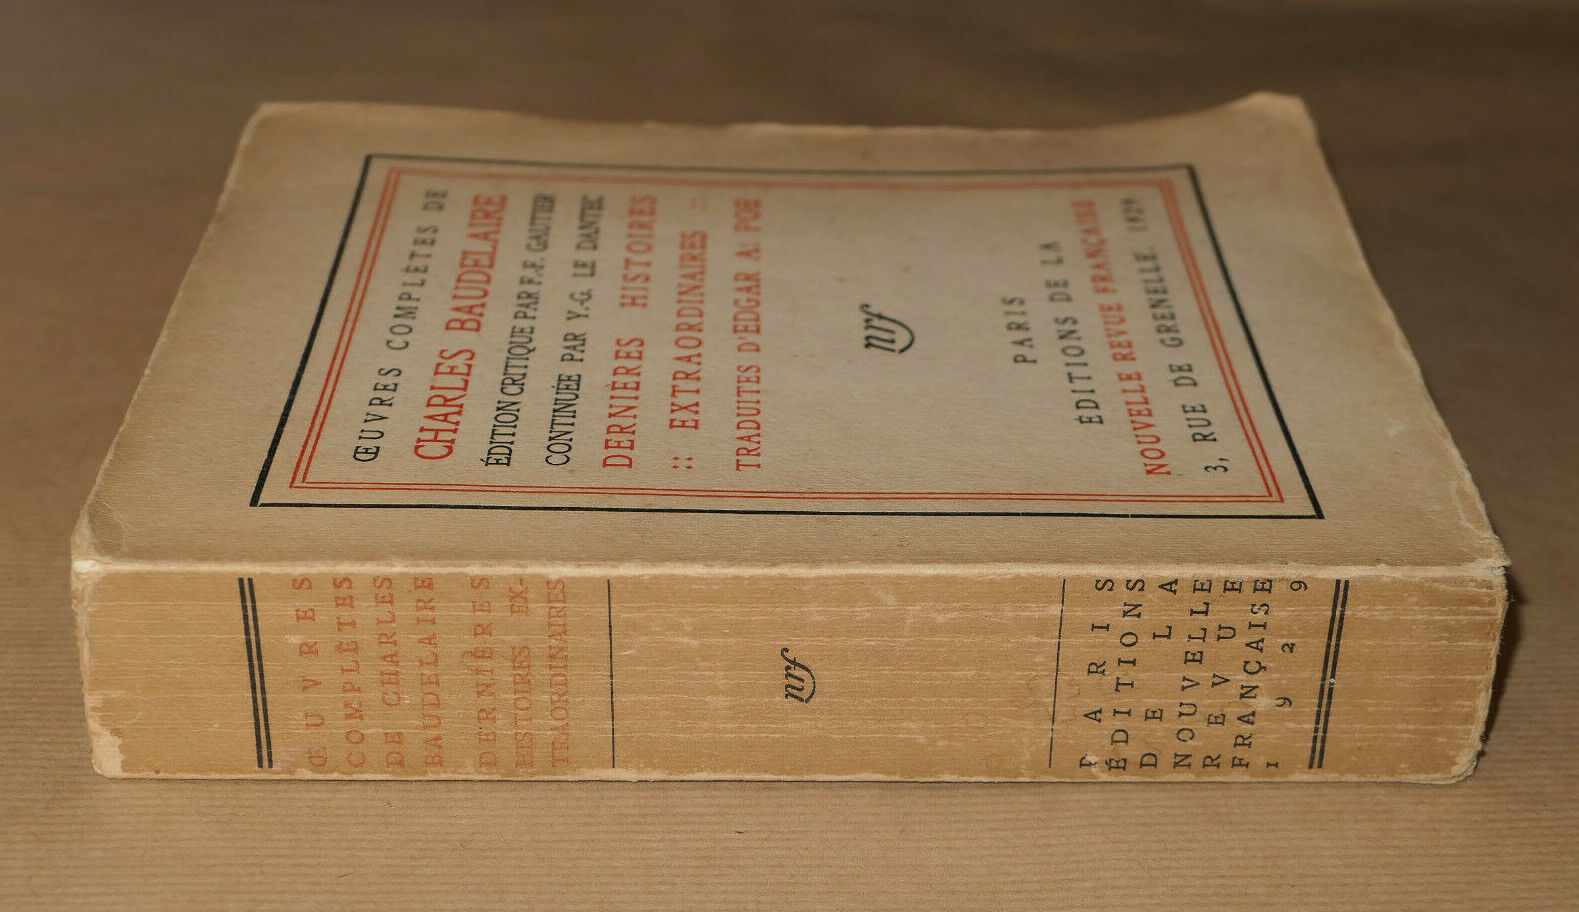 ŒUVRES COMPLÈTES DE
CHARLES BAUDELAIRE
ÉDITION CRITIQUE PAR F.-F. GAUTIER
CONTINUÉE PAR Y.-G. LE DANTEC
DERNIÈRES HISTOIRES
:: EXTRAORDINAIRES ::
TRADUITES D'EDGAR A. POE
nrf
PARIS
ÉDITIONS DE LA
NOUVELLE REVUE FRANÇAISE
3, RUE DE GRENELLE. 1929
ŒUVRES
COMPLÈTES
DE CHARLES
BAUDELAIRE
DERNIÈRES
HISTOIRES EX-
TRAORDINAIRES
nrf
PARIS
ÉDITIONS
DE LA
NOUVELLE
REVUE
FRANÇAISE
1929